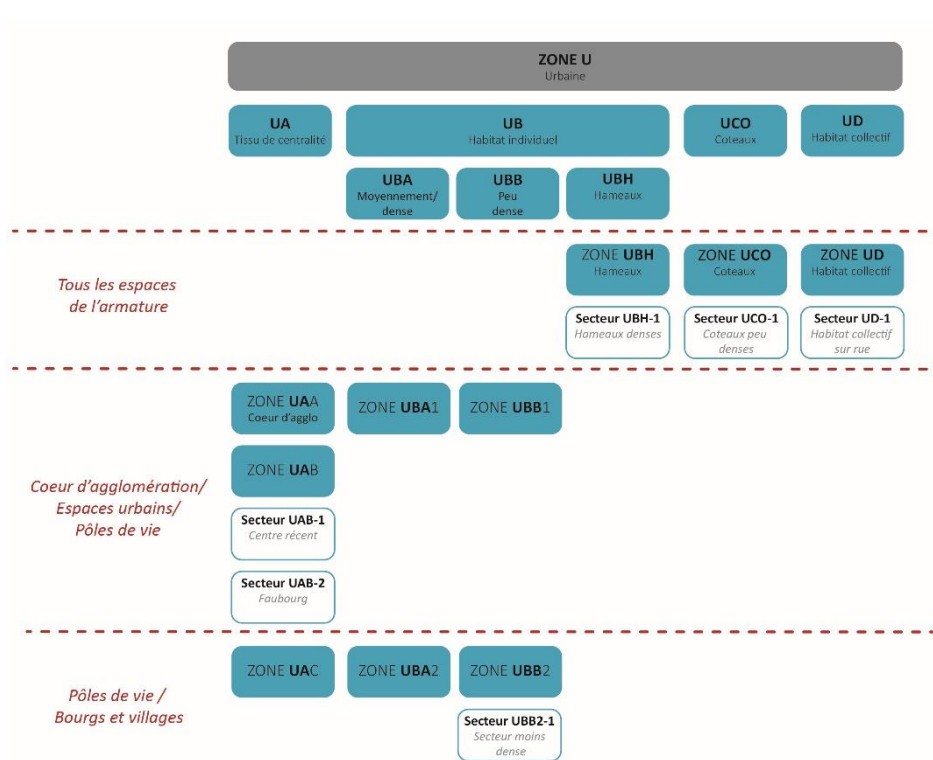 ZONE U
Urbaine
UA
Tissu de centralité
UB
Habitat individuel
UCO
Coteaux
UD
Habitat collectif
UBA
Moyennement/
dense
UBB
Peu
dense
UBH
Hameaux
Tous les espaces
de l'armature
ZONE UBH
Hameaux
ZONE UCO
Coteaux
ZONE UD
Habitat collectif
Secteur UBH-1
Hameaux denses
Secteur UCO-1
Coteaux peu
denses
Secteur UD-1
Habitat collectif
sur rue
Coeur d'agglomération/
Espaces urbains/
Pôles de vie
ZONE UAA
Coeur d'agglo
ZONE UBA1
ZONE UBB1
ZONE UAB
Secteur UAB-1
Centre récent
Secteur UAB-2
Faubourg
Pôles de vie /
Bourgs et villages
ZONE UAC
ZONE UBA2
ZONE UBB2
Secteur UBB2-1
Secteur moins
dense